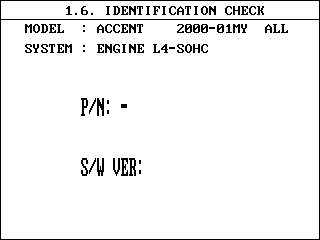 1.6. IDENTIFICATION CHECK
MODEL : ACCENT 2000-01MY ALL
SYSTEM : ENGINE L4-SOHC
P/N: -
S/W VER: